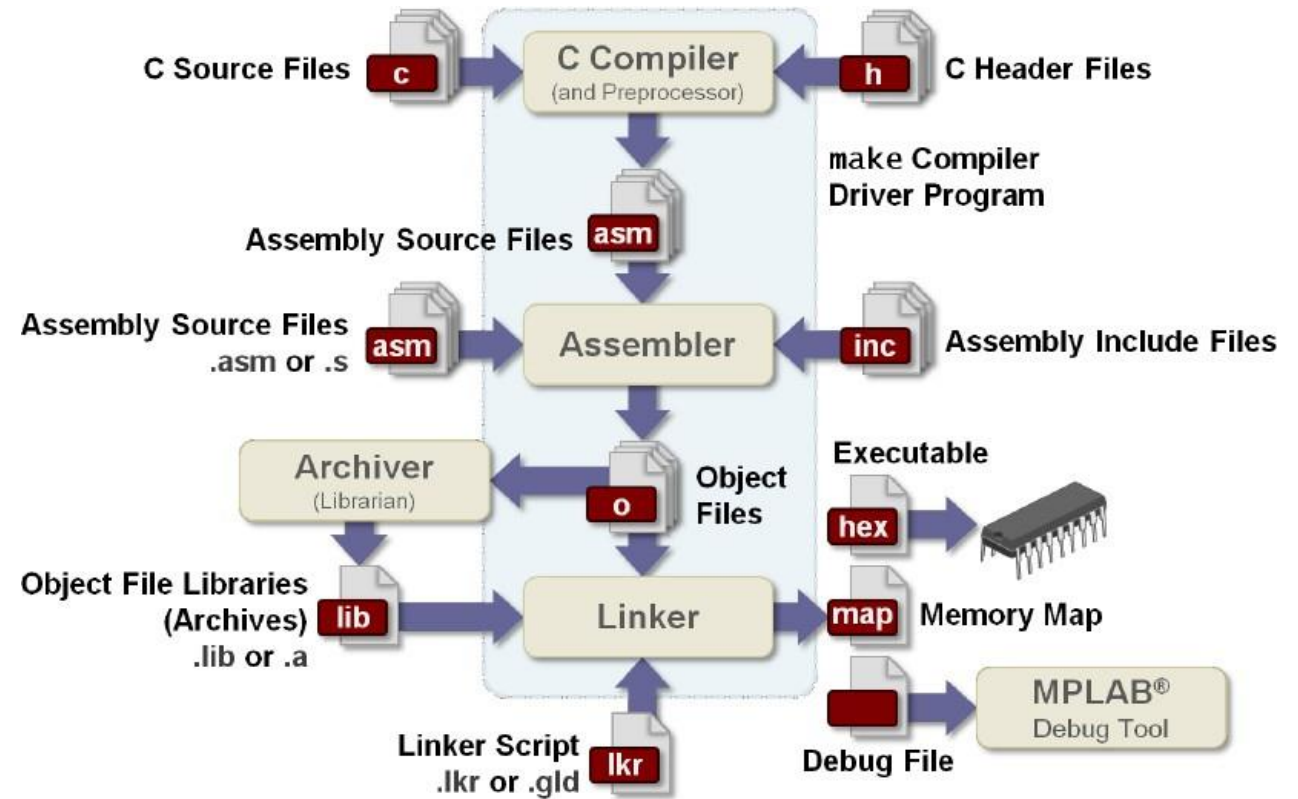 C Source Files
c
C Compiler
(and Preprocessor)
h
C Header Files
make Compiler
Driver Program
Assembly Source Files
asm
Assembly Source Files
.asm or .s
asm
Assembler
inc
Assembly Include Files
Archiver
(Librarian)
o
Object
Files
Executable
hex
Object File Libraries
(Archives)
.lib or .a
lib
Linker
map
Memory Map
Linker Script
.lkr or .gld
lkr
Debug File
MPLAB®
Debug Tool